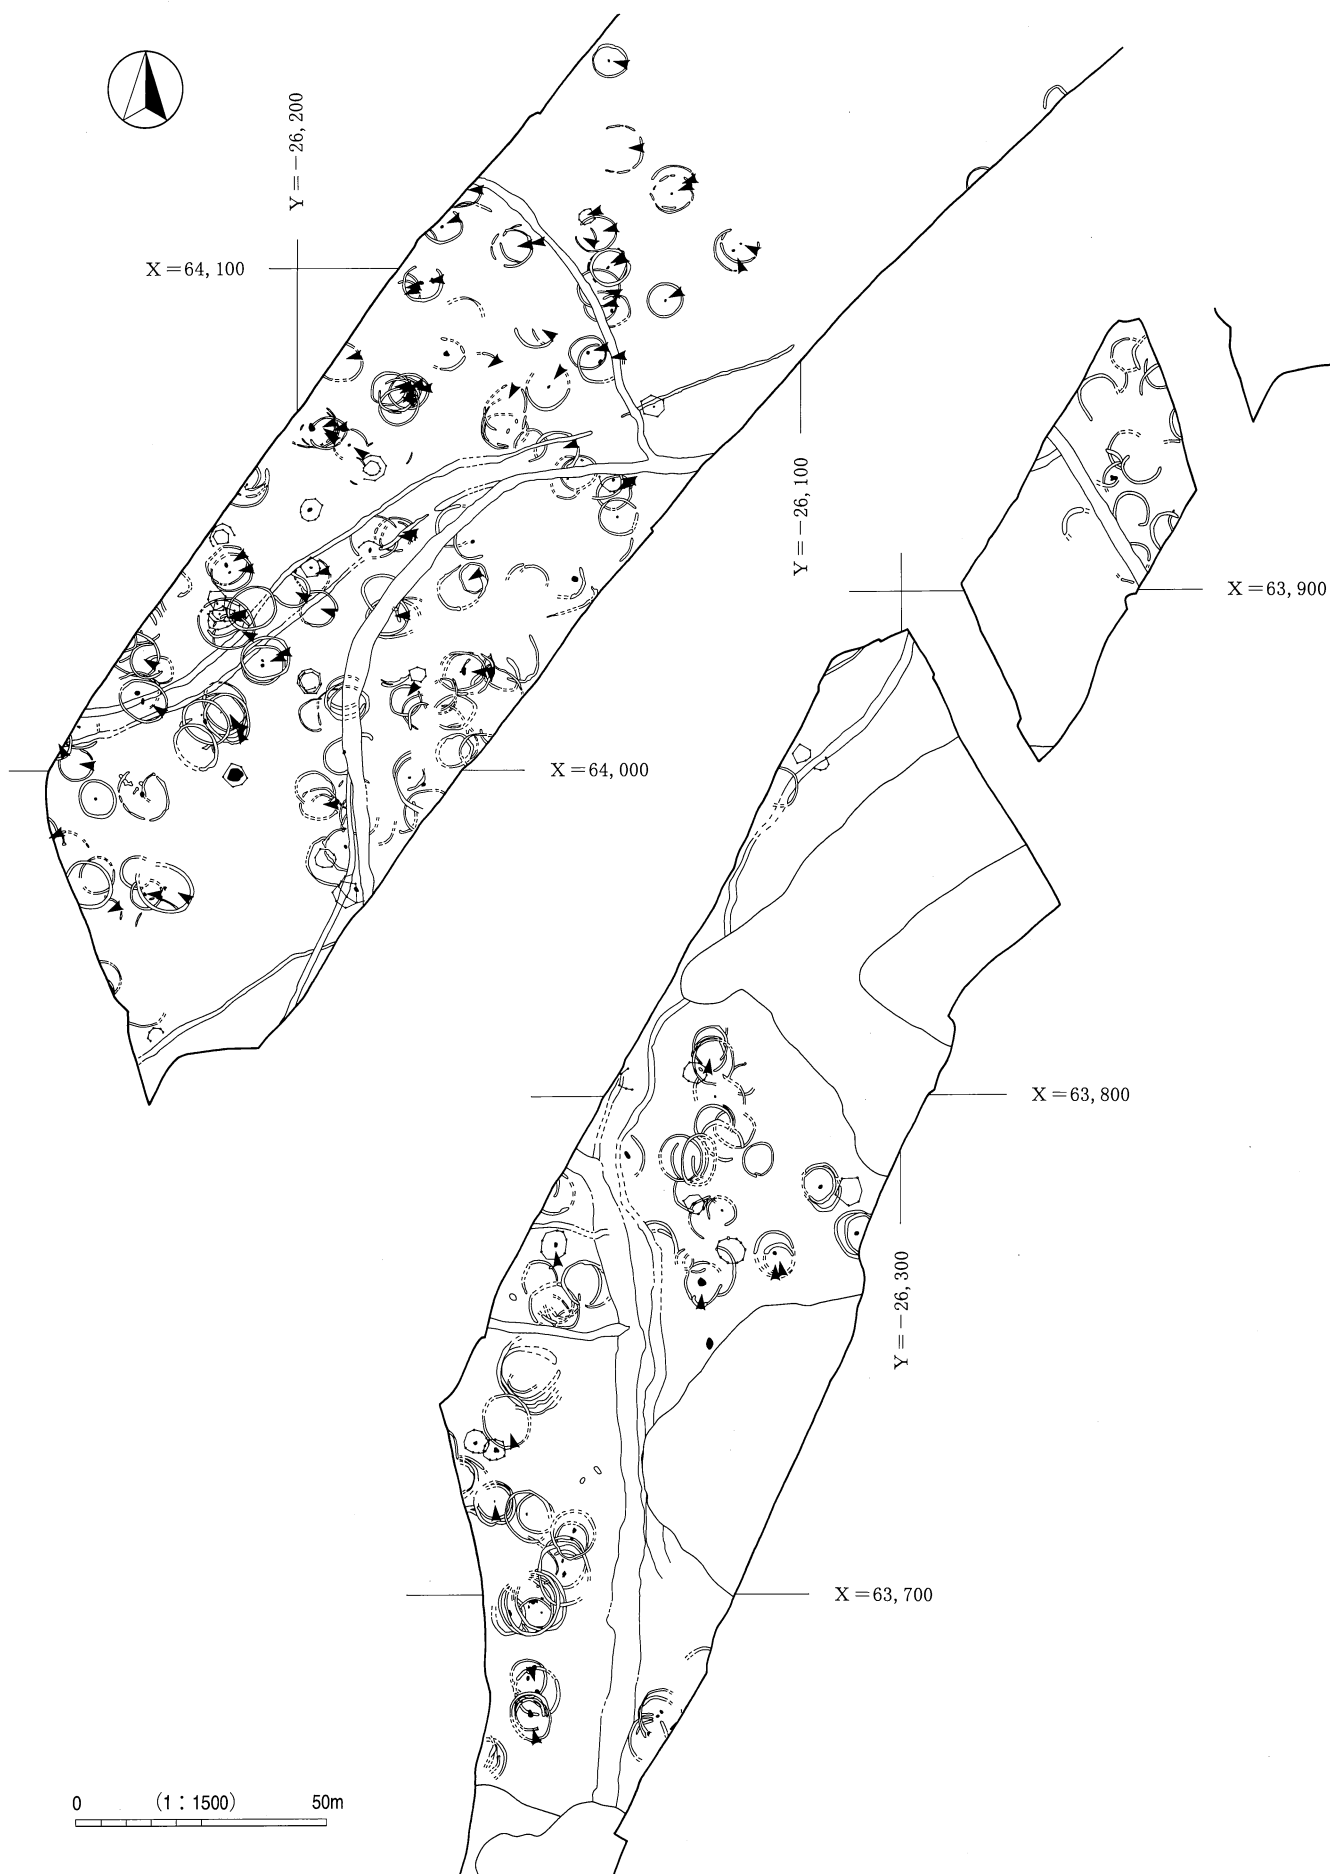 Y＝−26, 200
X＝64, 100
Y＝−26, 100
X＝63, 900
X＝64, 000
X＝63, 800
Y＝−26, 300
X＝63, 700
0 (1：1500) 50m